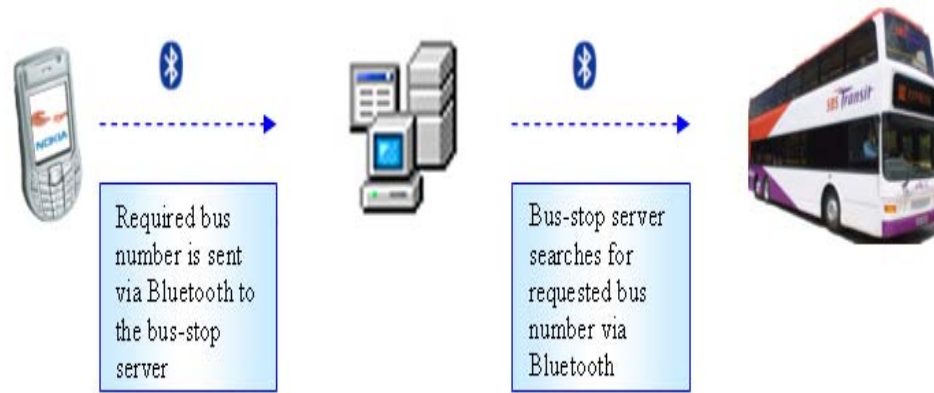 NOKIA
SBS Transit
Required bus
number is sent
via Bluetooth to
the bus-stop
server
Bus-stop server
searches for
requested bus
number via
Bluetooth